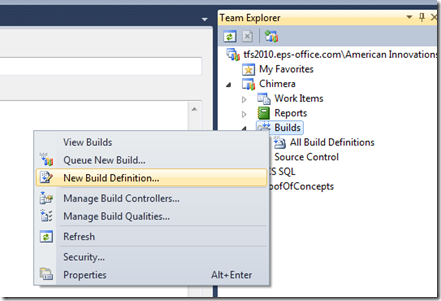 Team Explorer
tfs2010.eps-office.com\American Innovations
My Favorites
Chimera
Work Items
Reports
Builds
All Build Definitions
Source Control
SQL
oofOfConcepts
View Builds
Queue New Build...
New Build Definition...
Manage Build Controllers...
Manage Build Qualities...
Refresh
Security...
Properties Alt+Enter